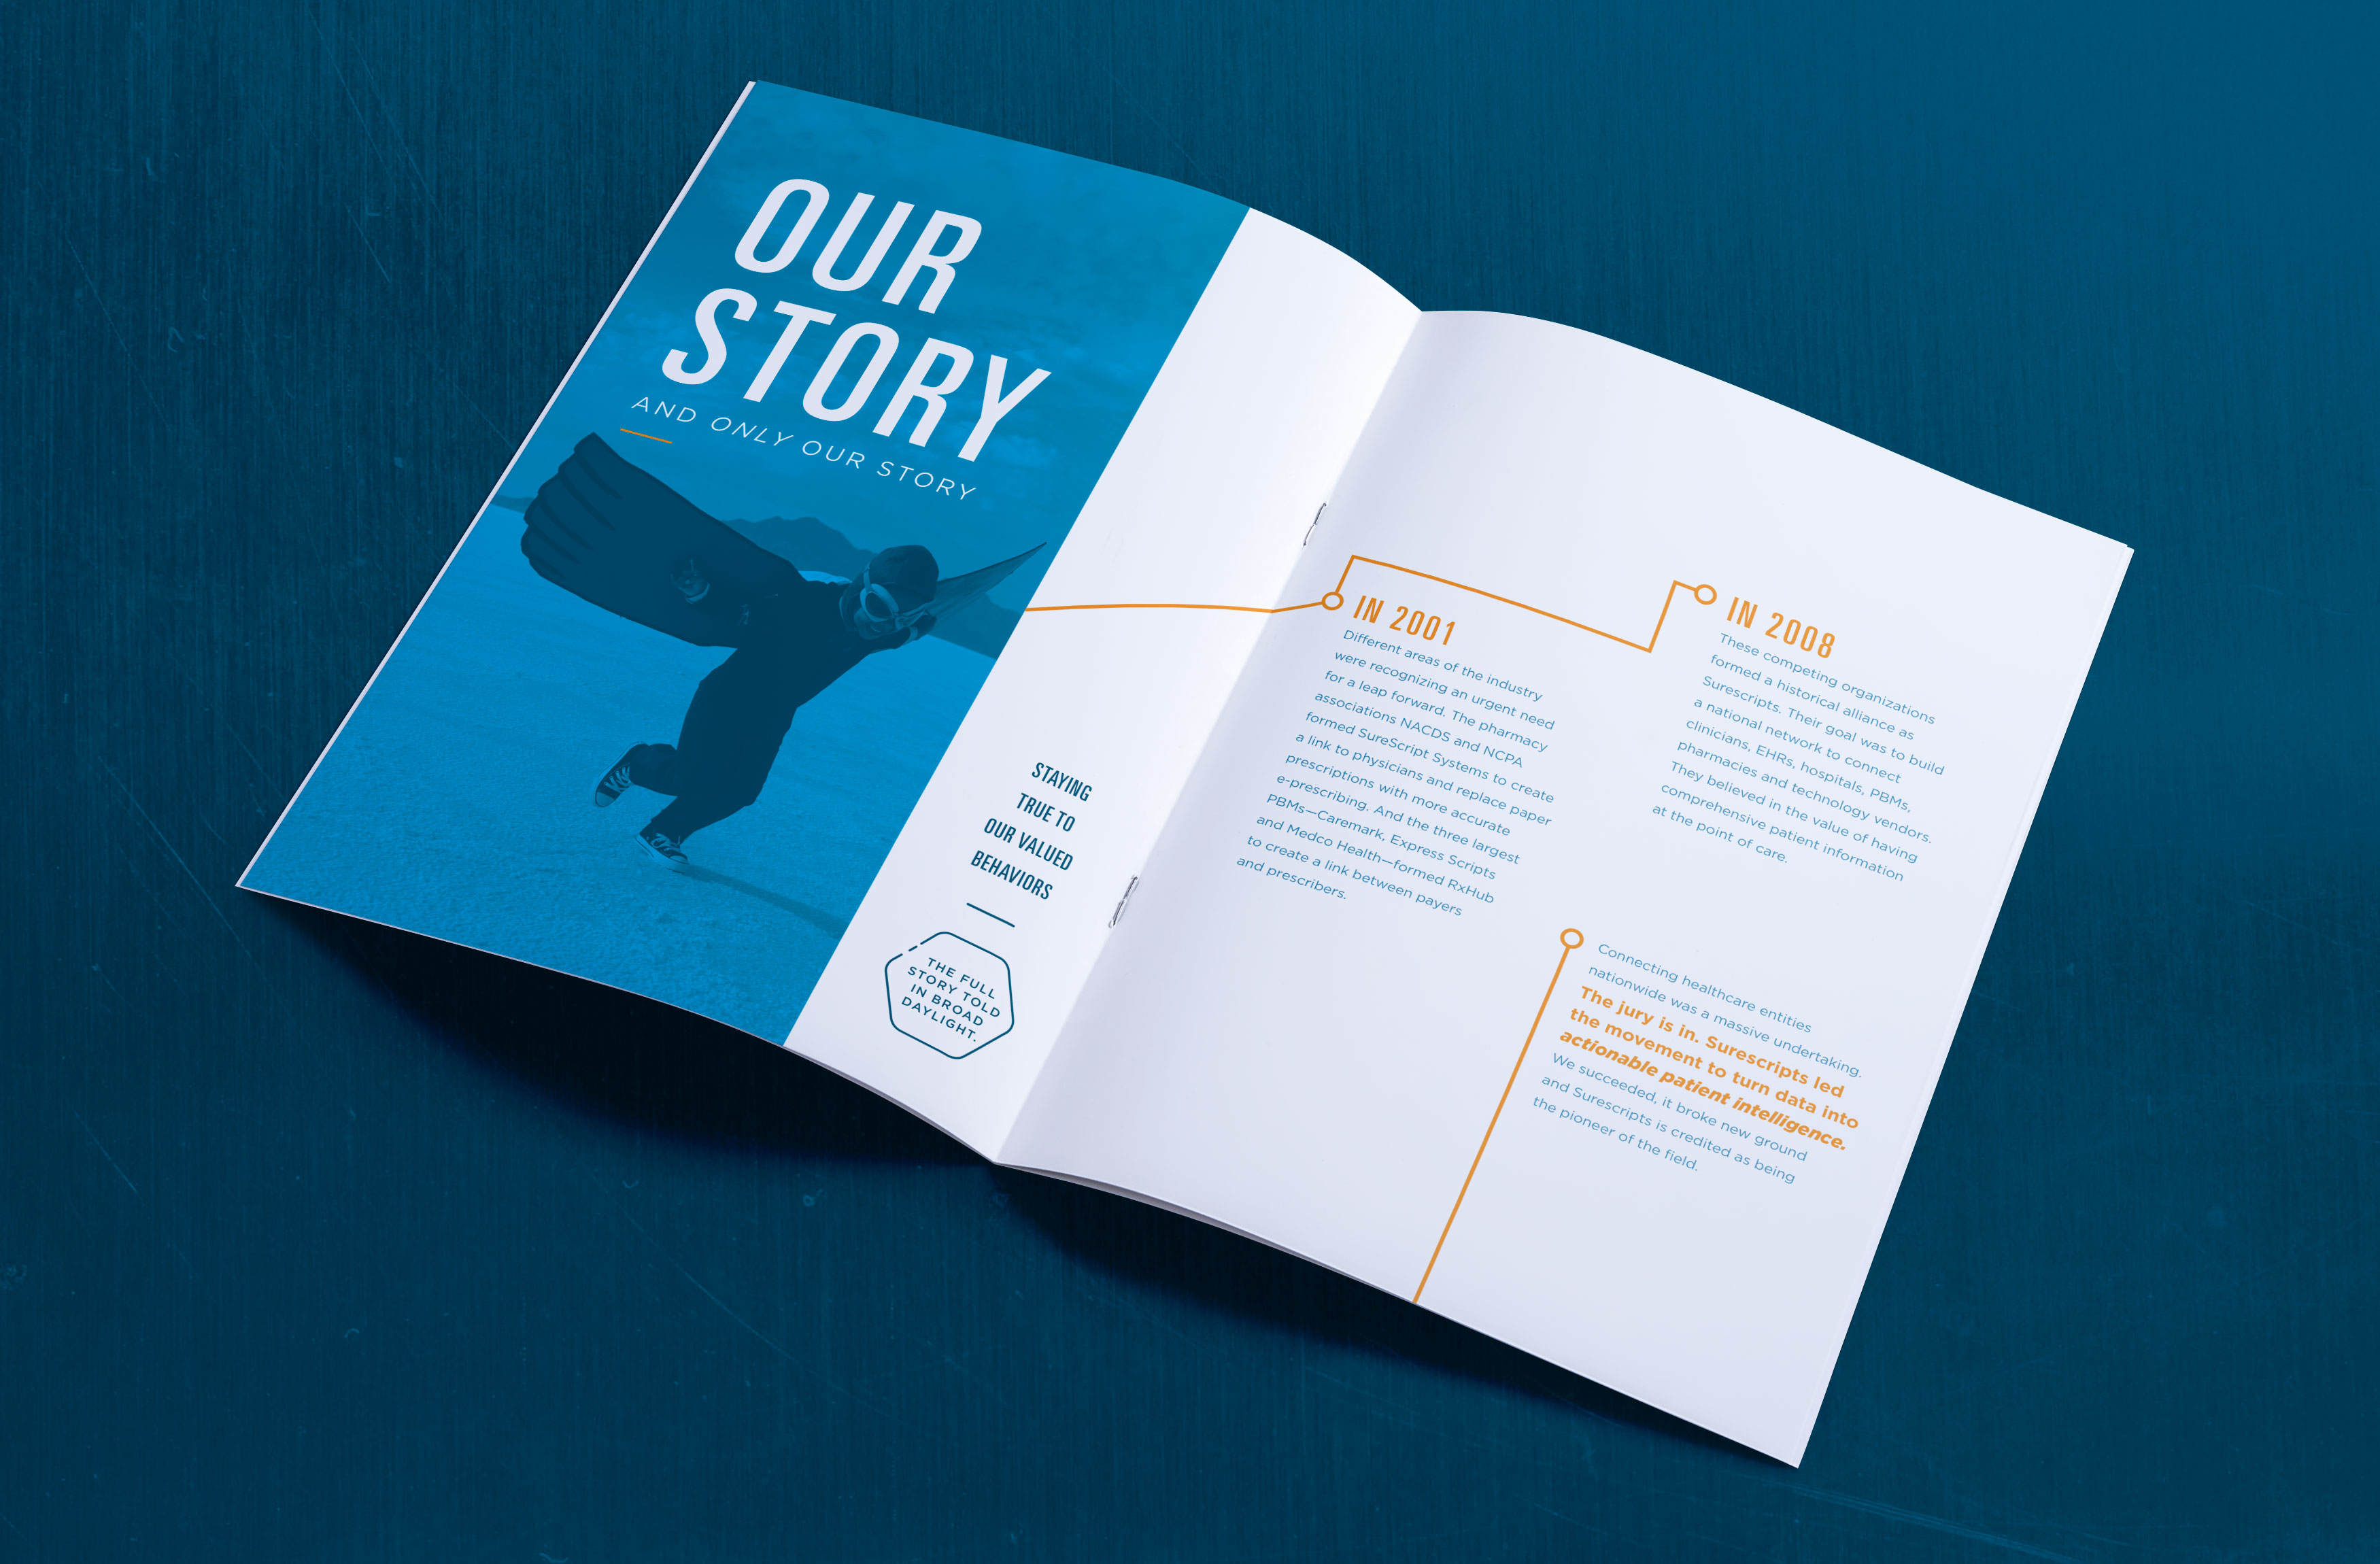 OUR
STORY
AND ONLY OUR STORY
STAYING
TRUE TO
OUR VALUED
BEHAVIORS
THE FULL
STORY TOLD
IN BROAD
DAYLIGHT.
IN 2001
Different areas of the industry
were recognizing an urgent need
for a leap forward. The pharmacy
associations NACDS and NCPA
formed SureScript Systems to create
a link to physicians and replace paper
prescriptions with more accurate
e-prescribing. And the three largest
PBMs—Caremark, Express Scripts
and Medco Health—formed RxHub
to create a link between payers
and prescribers.
IN 2008
These competing organizations
formed a historical alliance as
Surescripts. Their goal was to build
a national network to connect
clinicians, EHRs, hospitals, PBMs,
pharmacies and technology vendors.
They believed in the value of having
comprehensive patient information
at the point of care.
Connecting healthcare entities
nationwide was a massive undertaking.
The jury is in. Surescripts led
the movement to turn data into
actionable patient intelligence.
We succeeded, it broke new ground
and Surescripts is credited as being
the pioneer of the field.